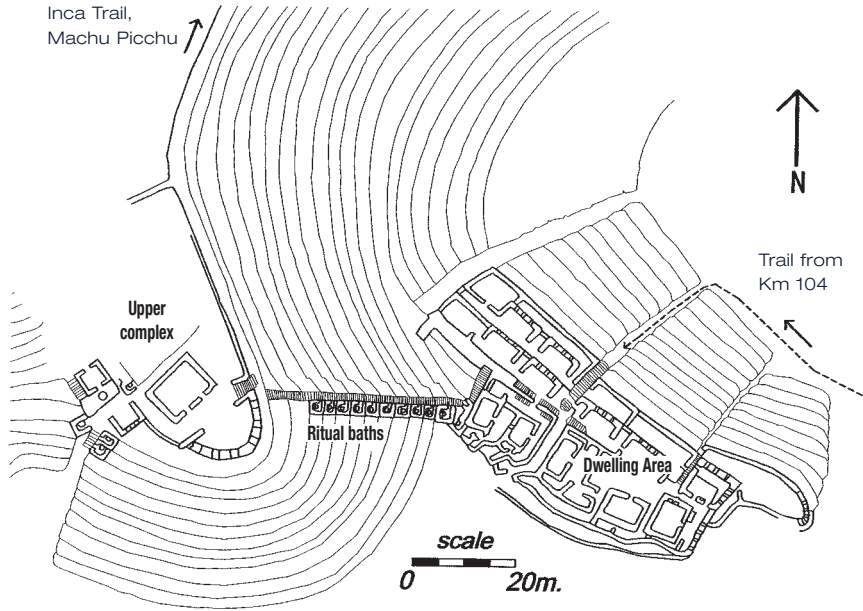 Inca Trail,
Machu Picchu
N
Trail from
Km 104
Upper
complex
Ritual baths
Dwelling Area
scale
0 20m.